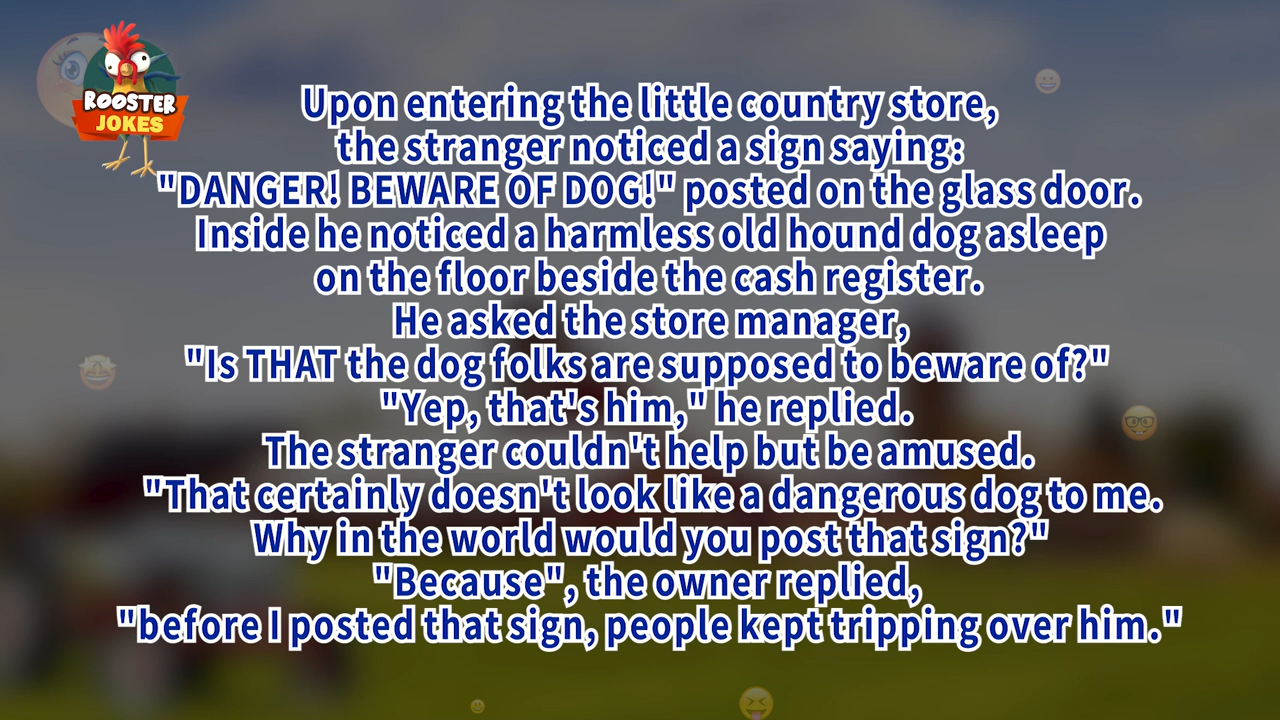 ROOSTER
JOKES
Upon entering the little country store,
the stranger noticed a sign saying:
"DANGER! BEWARE OF DOG!" posted on the glass door.
Inside he noticed a harmless old hound dog asleep
on the floor beside the cash register.
He asked the store manager,
"Is THAT the dog folks are supposed to beware of?"
"Yep, that's him," he replied.
The stranger couldn't help but be amused.
"That certainly doesn't look like a dangerous dog to me.
Why in the world would you post that sign?"
"Because", the owner replied,
"before I posted that sign, people kept tripping over him."